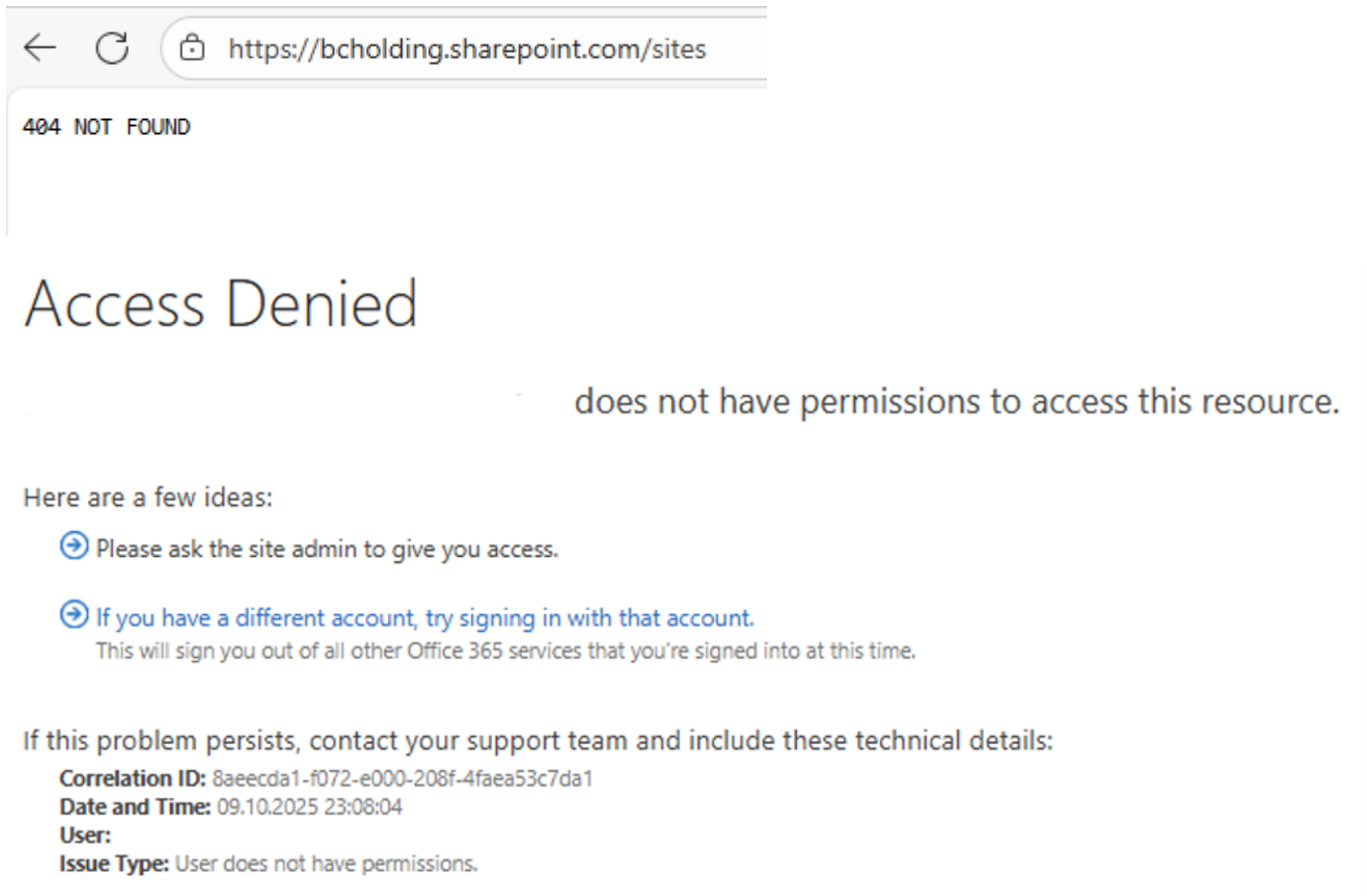 https://bcholding.sharepoint.com/sites
404 NOT FOUND
Access Denied
does not have permissions to access this resource.
Here are a few ideas:
Please ask the site admin to give you access.
If you have a different account, try signing in with that account.
This will sign you out of all other Office 365 services that you're signed into at this time.
If this problem persists, contact your support team and include these technical details:
Correlation ID: 8aeecda1-f072-e000-208f-4faea53c7da1
Date and Time: 09.10.2025 23:08:04
User:
Issue Type: User does not have permissions.